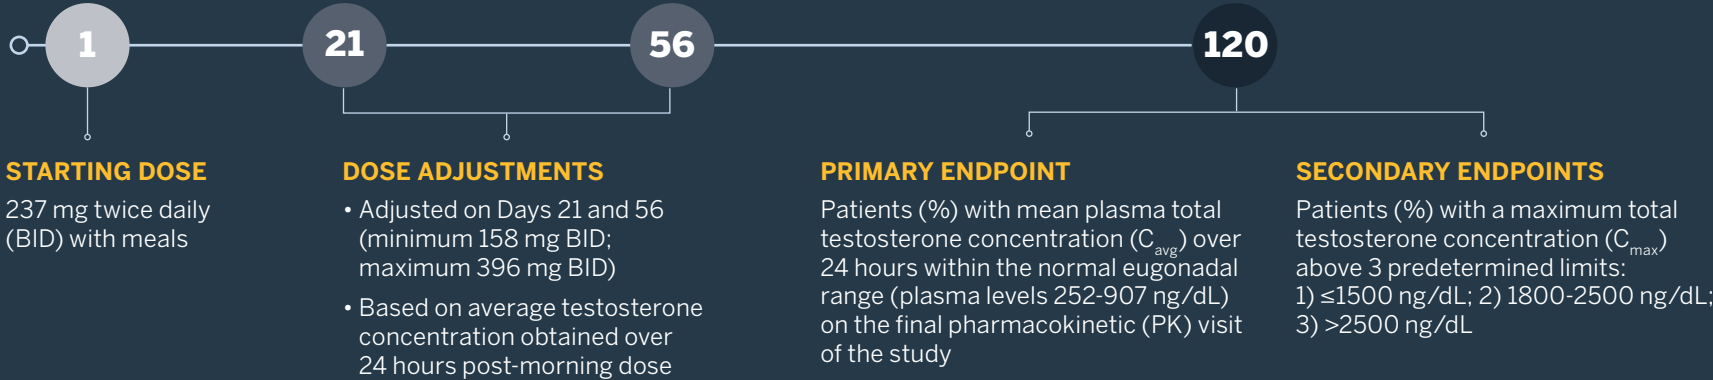 1
21
56
120
STARTING DOSE
237 mg twice daily
(BID) with meals
DOSE ADJUSTMENTS
• Adjusted on Days 21 and 56
(minimum 158 mg BID;
maximum 396 mg BID)
• Based on average testosterone
concentration obtained over
24 hours post-morning dose
PRIMARY ENDPOINT
Patients (%) with mean plasma total
testosterone concentration (Cavg) over
24 hours within the normal eugonadal
range (plasma levels 252-907 ng/dL)
on the final pharmacokinetic (PK) visit
of the study
SECONDARY ENDPOINTS
Patients (%) with a maximum total
testosterone concentration (Cmax)
above 3 predetermined limits:
1) ≤1500 ng/dL; 2) 1800-2500 ng/dL;
3) >2500 ng/dL